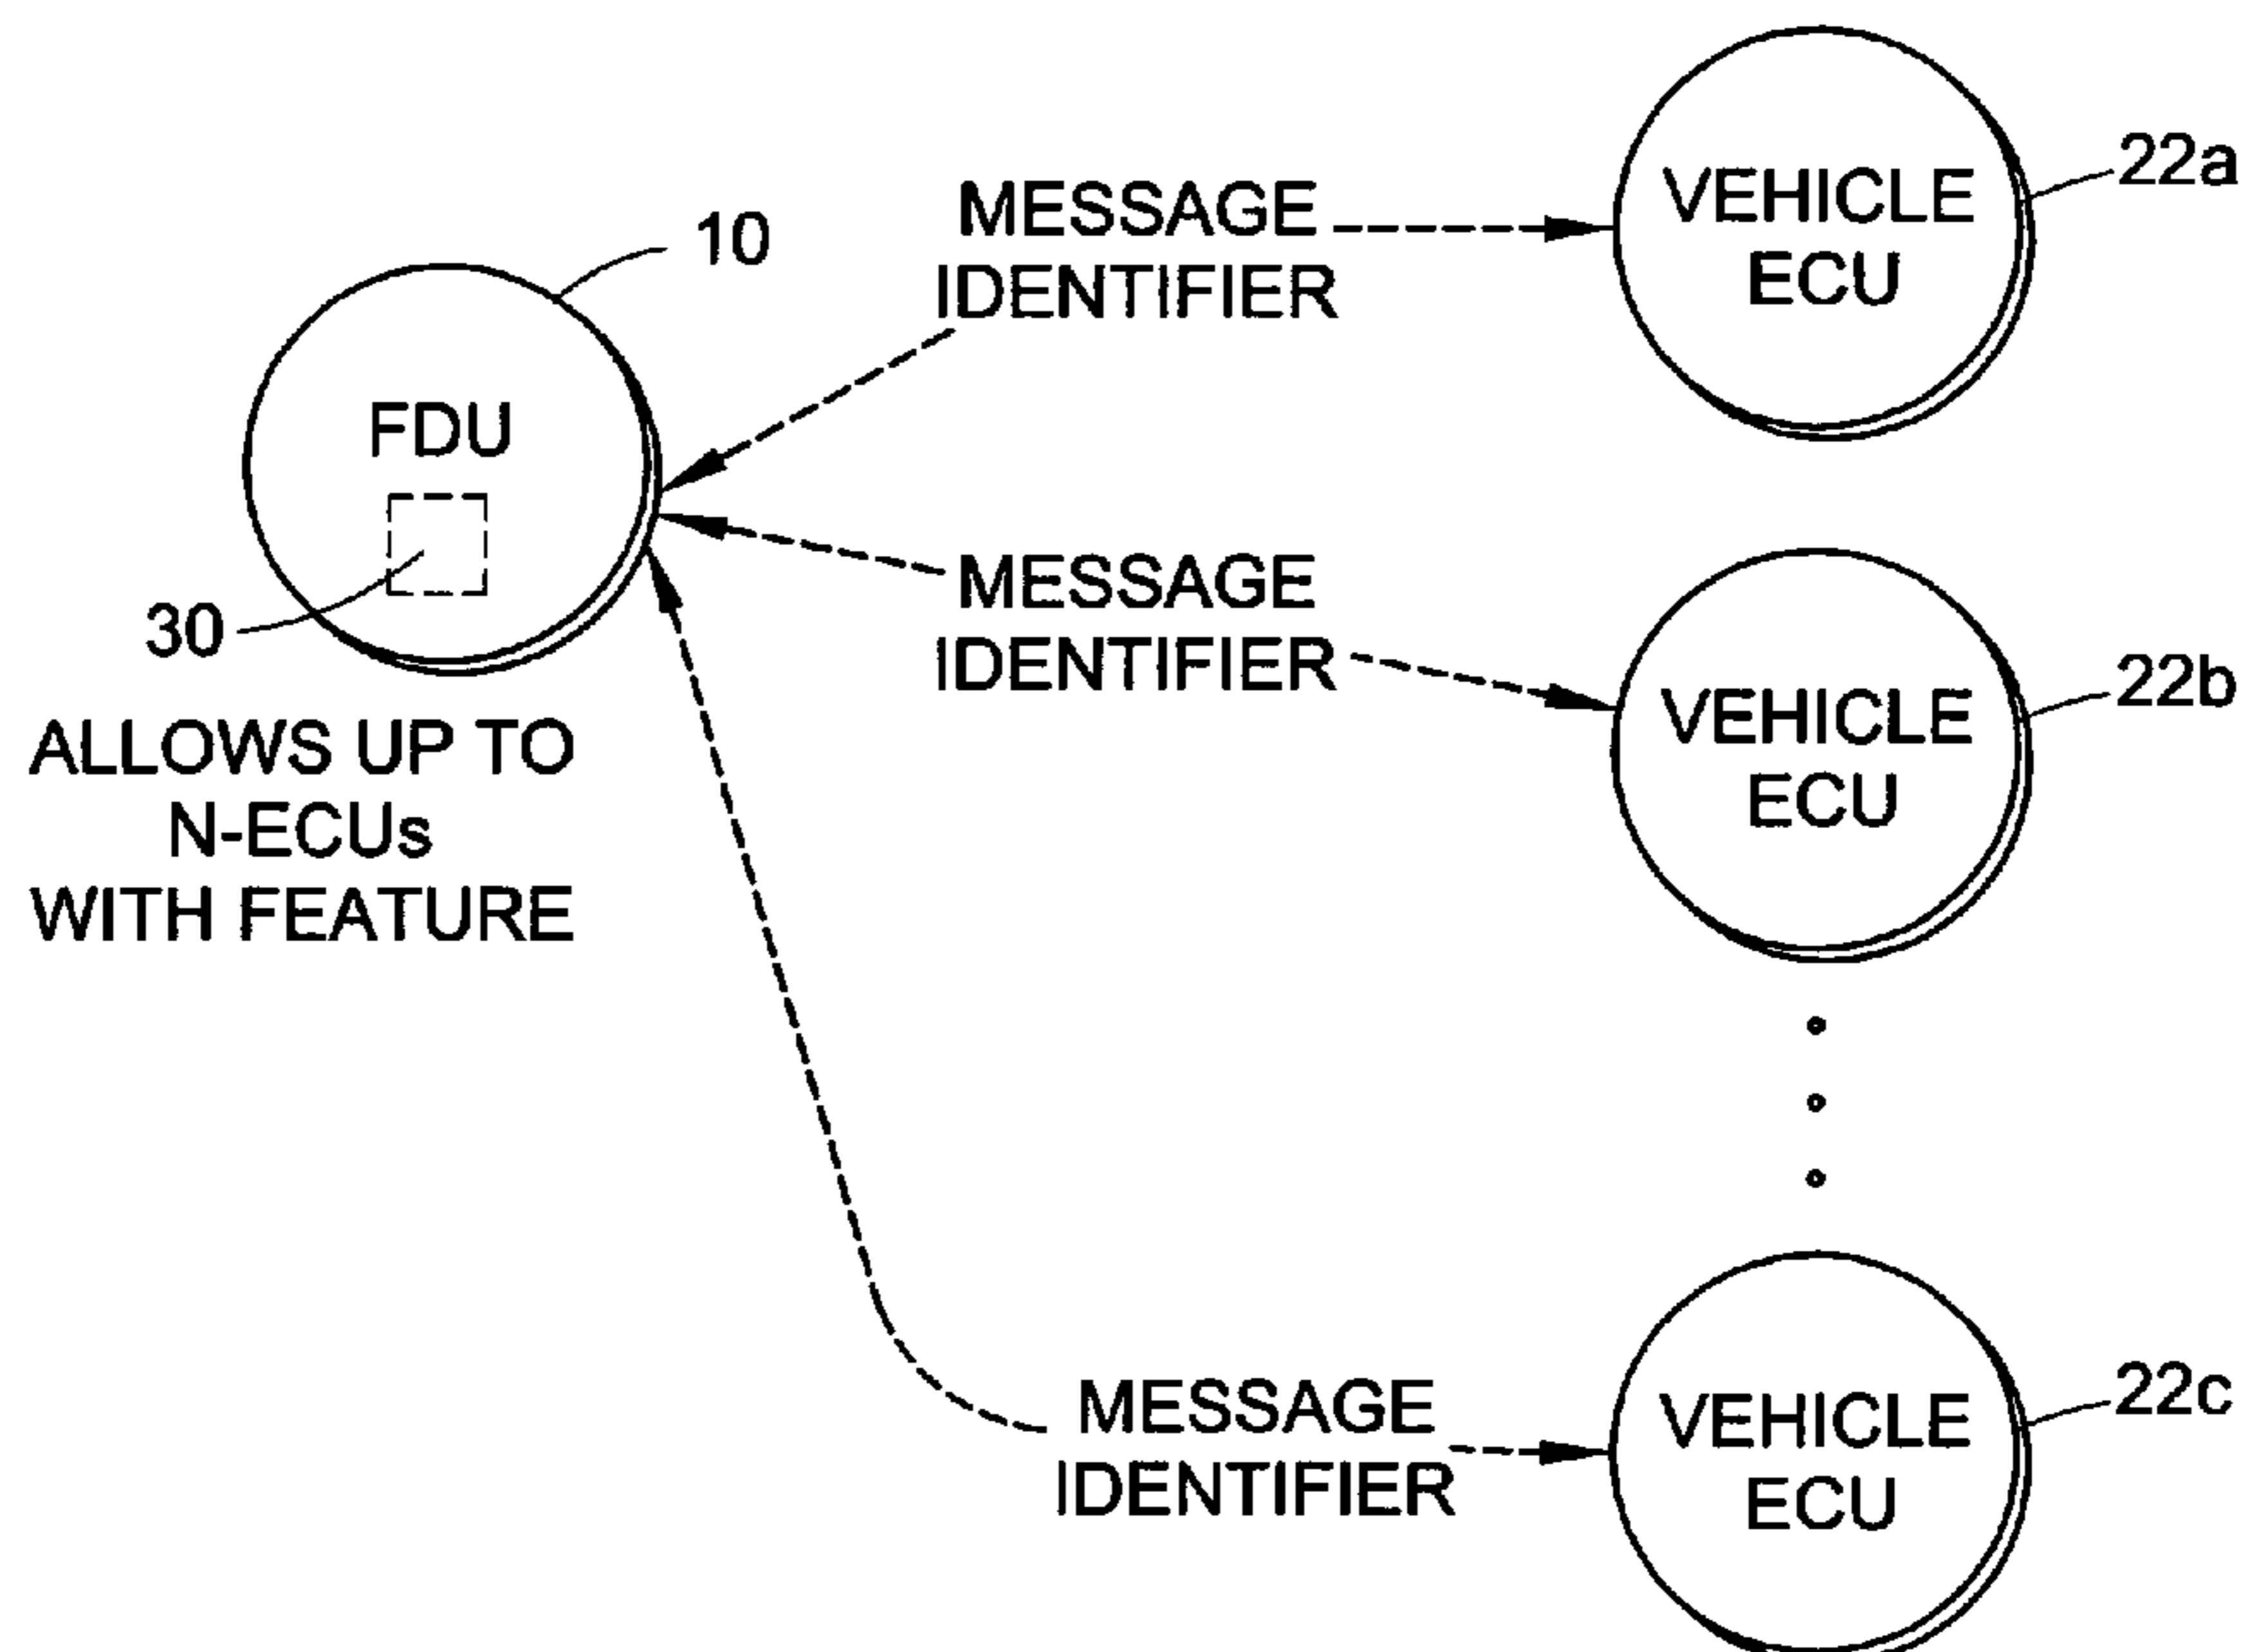 10
FDU
30
ALLOWS UP TO
N-ECUs
WITH FEATURE
MESSAGE
IDENTIFIER
VEHICLE
ECU
22a
MESSAGE
IDENTIFIER
VEHICLE
ECU
22b
MESSAGE
IDENTIFIER
VEHICLE
ECU
22c